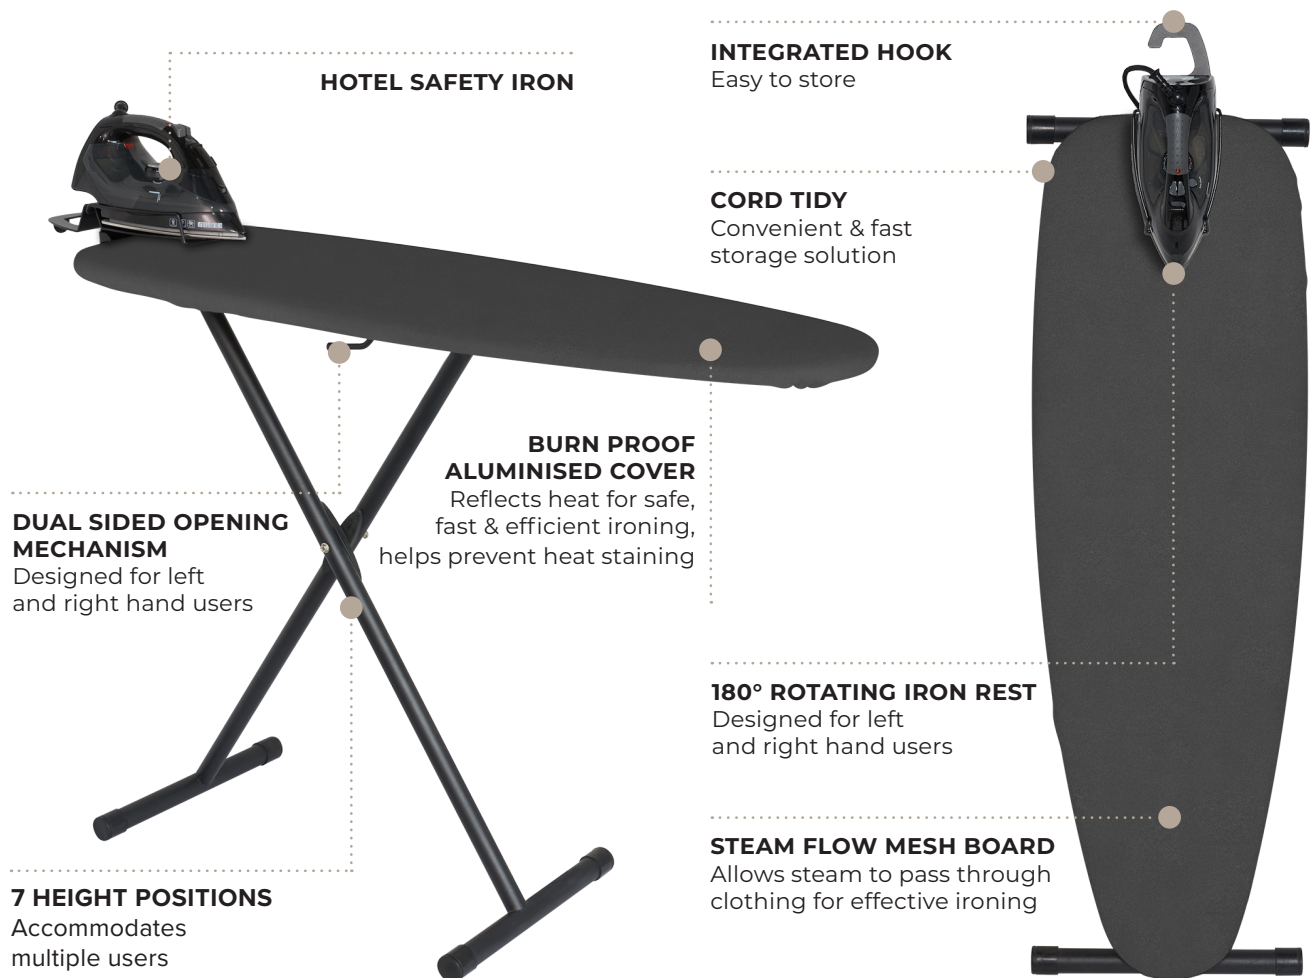 HOTEL SAFETY IRON
INTEGRATED HOOK
Easy to store
CORD TIDY
Convenient & fast
storage solution
BURN PROOF
ALUMINISED COVER
Reflects heat for safe,
fast & efficient ironing,
helps prevent heat staining
DUAL SIDED OPENING
MECHANISM
Designed for left
and right hand users
180° ROTATING IRON REST
Designed for left
and right hand users
STEAM FLOW MESH BOARD
Allows steam to pass through
clothing for effective ironing
7 HEIGHT POSITIONS
Accommodates
multiple users